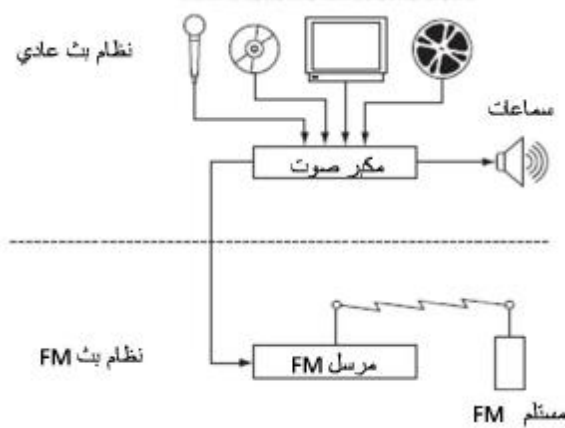 نظام بث عادي
سماعات
مكبر صوت
نظام بث FM
مرسل FM
مستلم FM